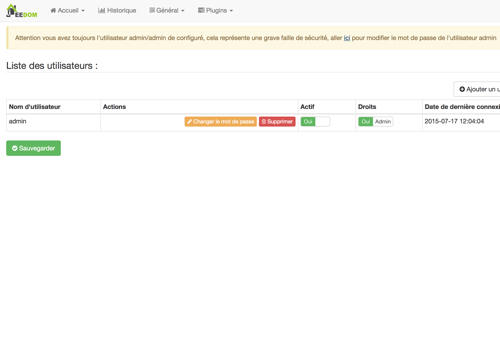 JEEDOM Accueil Historique Général Plugins
Attention vous avez toujours l'utilisateur admin/admin de configuré, cela représente une grave faille de sécurité, aller ici pour modifier le mot de passe de l'utilisateur admin
Liste des utilisateurs :
Ajouter un u
Nom d'utilisateur Actions Actif Droits Date de dernière connexi
admin Changer le mot de passe Supprimer Oui Oui Admin 2015-07-17 12:04:04
Sauvegarder